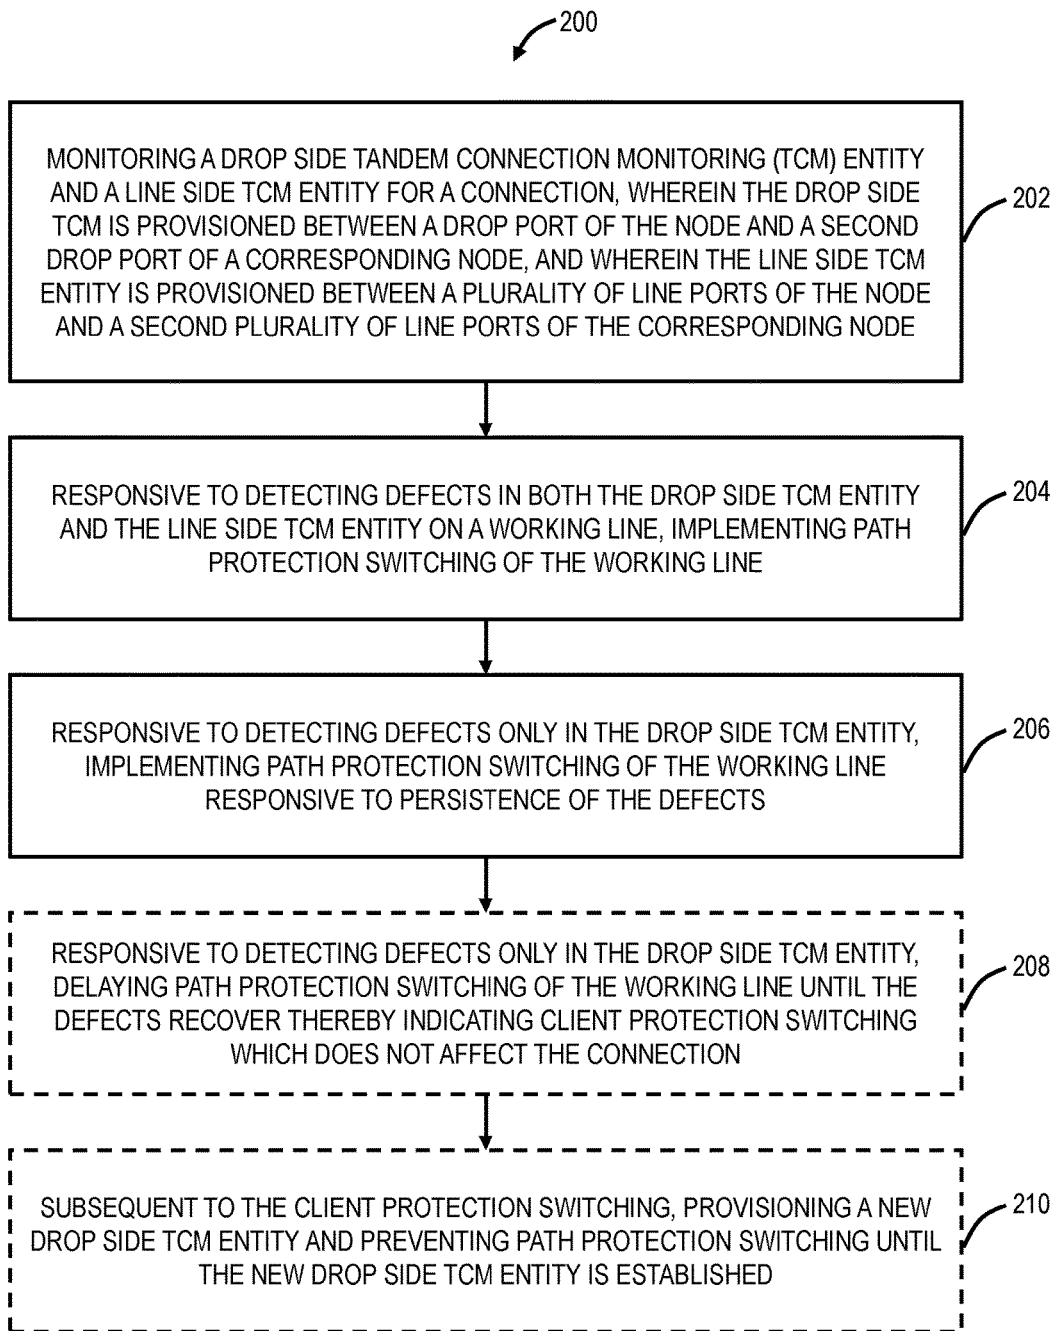 200
MONITORING A DROP SIDE TANDEM CONNECTION MONITORING (TCM) ENTITY
AND A LINE SIDE TCM ENTITY FOR A CONNECTION, WHEREIN THE DROP SIDE
TCM IS PROVISIONED BETWEEN A DROP PORT OF THE NODE AND A SECOND
DROP PORT OF A CORRESPONDING NODE, AND WHEREIN THE LINE SIDE TCM
ENTITY IS PROVISIONED BETWEEN A PLURALITY OF LINE PORTS OF THE NODE
AND A SECOND PLURALITY OF LINE PORTS OF THE CORRESPONDING NODE
202
RESPONSIVE TO DETECTING DEFECTS IN BOTH THE DROP SIDE TCM ENTITY
AND THE LINE SIDE TCM ENTITY ON A WORKING LINE, IMPLEMENTING PATH
PROTECTION SWITCHING OF THE WORKING LINE
204
RESPONSIVE TO DETECTING DEFECTS ONLY IN THE DROP SIDE TCM ENTITY,
IMPLEMENTING PATH PROTECTION SWITCHING OF THE WORKING LINE
RESPONSIVE TO PERSISTENCE OF THE DEFECTS
206
RESPONSIVE TO DETECTING DEFECTS ONLY IN THE DROP SIDE TCM ENTITY,
DELAYING PATH PROTECTION SWITCHING OF THE WORKING LINE UNTIL THE
DEFECTS RECOVER THEREBY INDICATING CLIENT PROTECTION SWITCHING
WHICH DOES NOT AFFECT THE CONNECTION
208
SUBSEQUENT TO THE CLIENT PROTECTION SWITCHING, PROVISIONING A NEW
DROP SIDE TCM ENTITY AND PREVENTING PATH PROTECTION SWITCHING UNTIL
THE NEW DROP SIDE TCM ENTITY IS ESTABLISHED
210